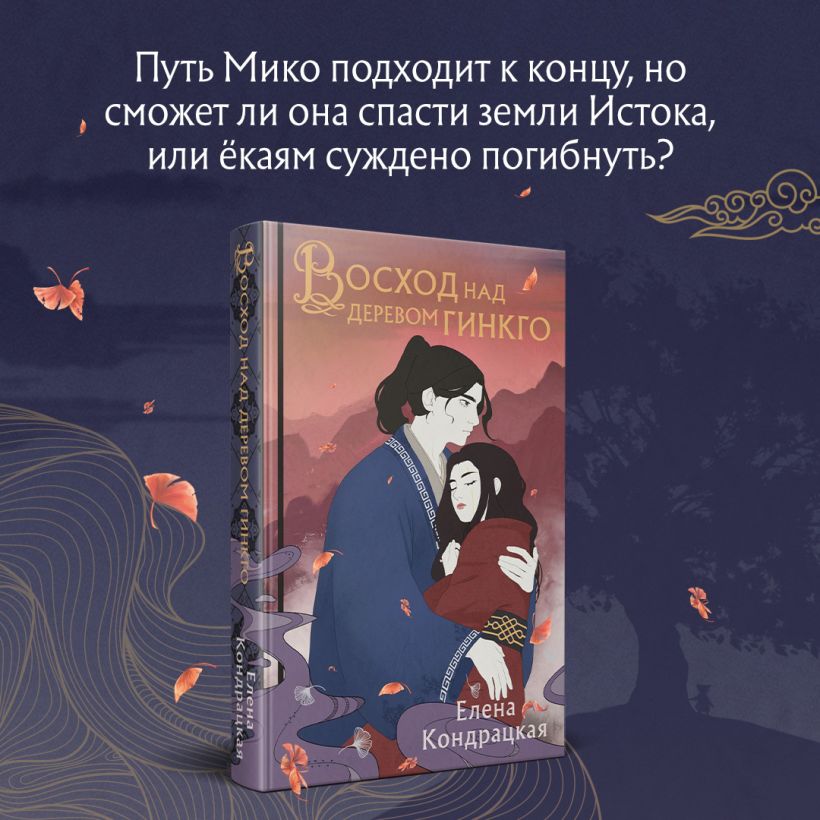 Путь Мико подходит к концу, но
сможет ли она спасти земли Истока,
или ёкаям суждено погибнуть?
Восход над
деревом гинкго
Елена
Кондрацкая
Восход над деревом гинкго
Елена
Кондрацкая